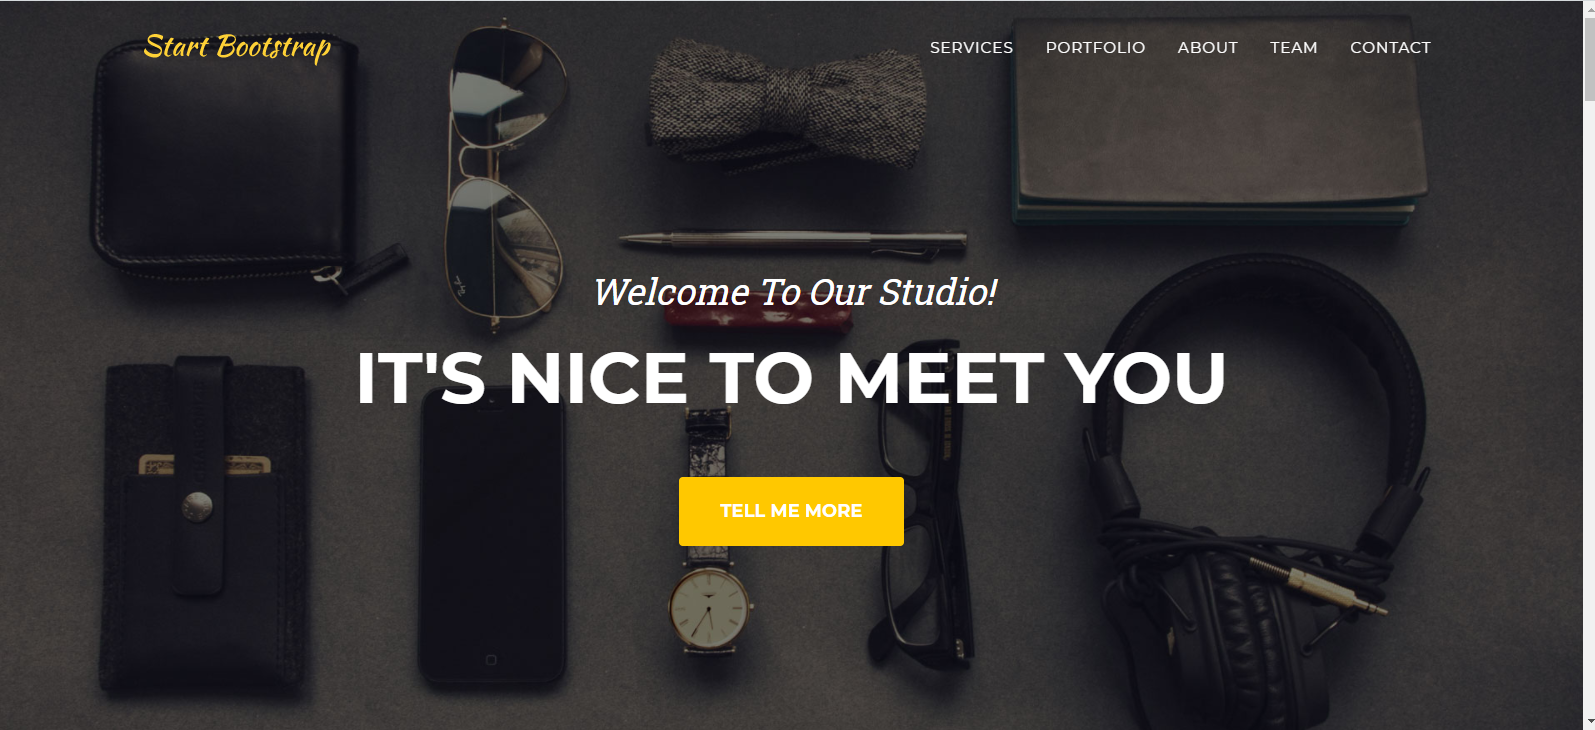 Start Bootstrap
SERVICES PORTFOLIO ABOUT TEAM CONTACT
Welcome To Our Studio!
IT'S NICE TO MEET YOU
TELL ME MORE